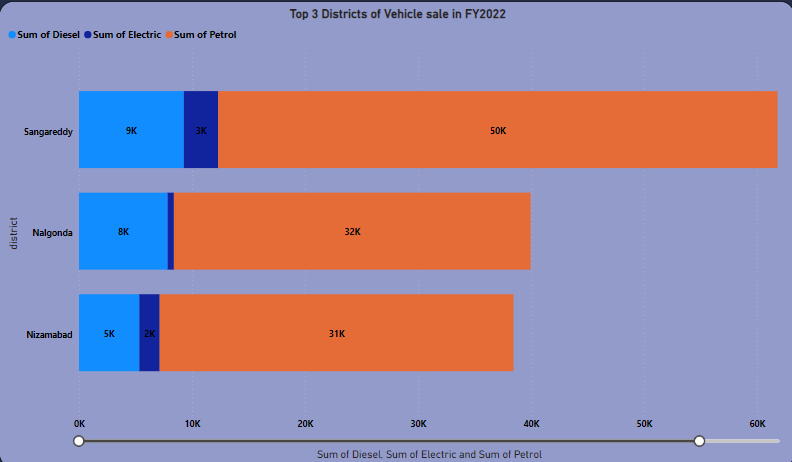 Top 3 Districts of Vehicle sale in FY2022
Sum of Diesel Sum of Electric Sum of Petrol
Sangareddy 9K 3K 50K
Nalgonda 8K 32K
district
Nizamabad 5K 2K 31K
0K 10K 20K 30K 40K 50K 60K
Sum of Diesel, Sum of Electric and Sum of Petrol